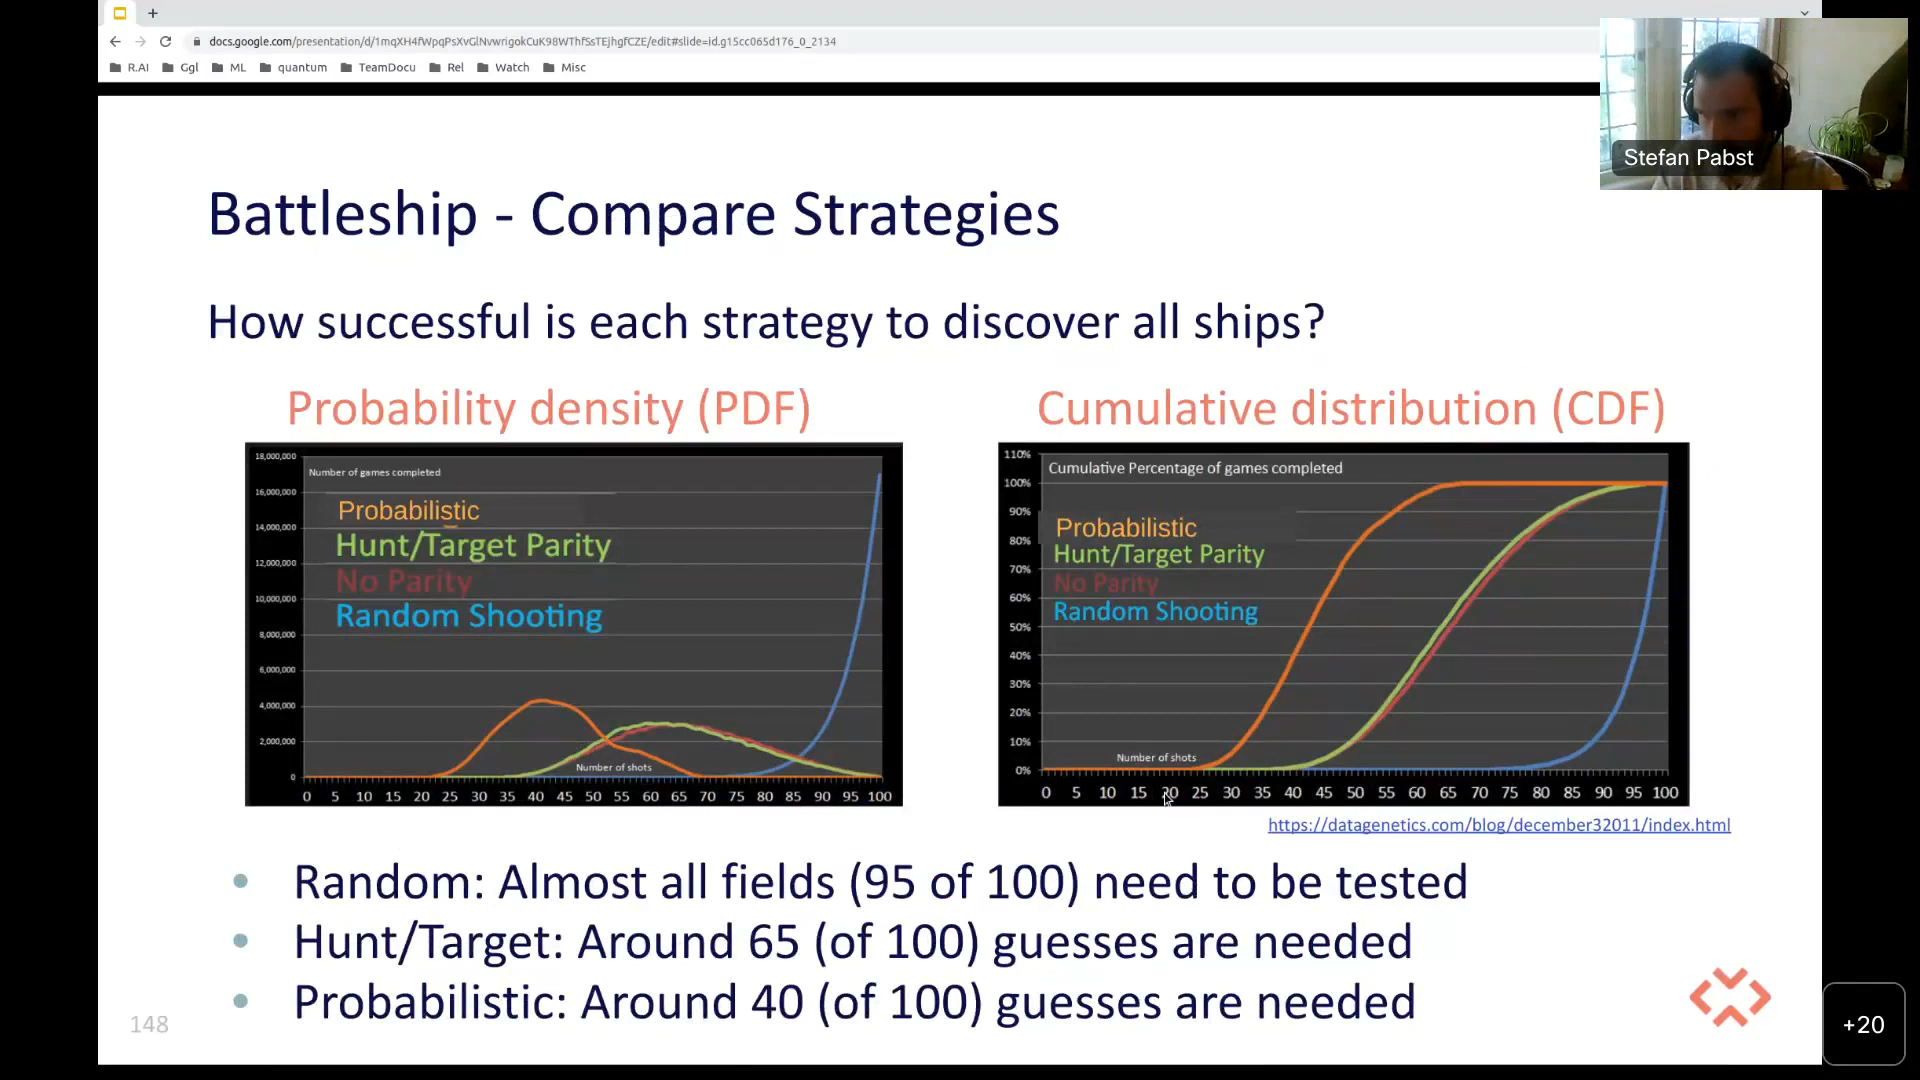 docs.google.com/presentation/d/1mqXH4fWpqPsXvGlNvwrigokCuK98WThfSsTEjhgfCZE/edit#slide=id.g15cc065d176_0_2134
R.AI Ggl ML quantum TeamDocu Rel Watch Misc
Stefan Pabst
Battleship - Compare Strategies
How successful is each strategy to discover all ships?
Probability density (PDF)
18,000,000
Number of games completed
16,000,000
Probabilistic
14,000,000
Hunt/Target Parity
12,000,000
No Parity
10,000,000
Random Shooting
8,000,000
6,000,000
4,000,000
2,000,000
Number of shots
0
0 5 10 15 20 25 30 35 40 45 50 55 60 65 70 75 80 85 90 95 100
Cumulative distribution (CDF)
110%
Cumulative Percentage of games completed
100%
90%
Probabilistic
80%
Hunt/Target Parity
70%
No Parity
60%
Random Shooting
50%
40%
30%
20%
10%
Number of shots
0%
0 5 10 15 20 25 30 35 40 45 50 55 60 65 70 75 80 85 90 95 100
https://datagenetics.com/blog/december32011/index.html
Random: Almost all fields (95 of 100) need to be tested
Hunt/Target: Around 65 (of 100) guesses are needed
Probabilistic: Around 40 (of 100) guesses are needed
148
+20